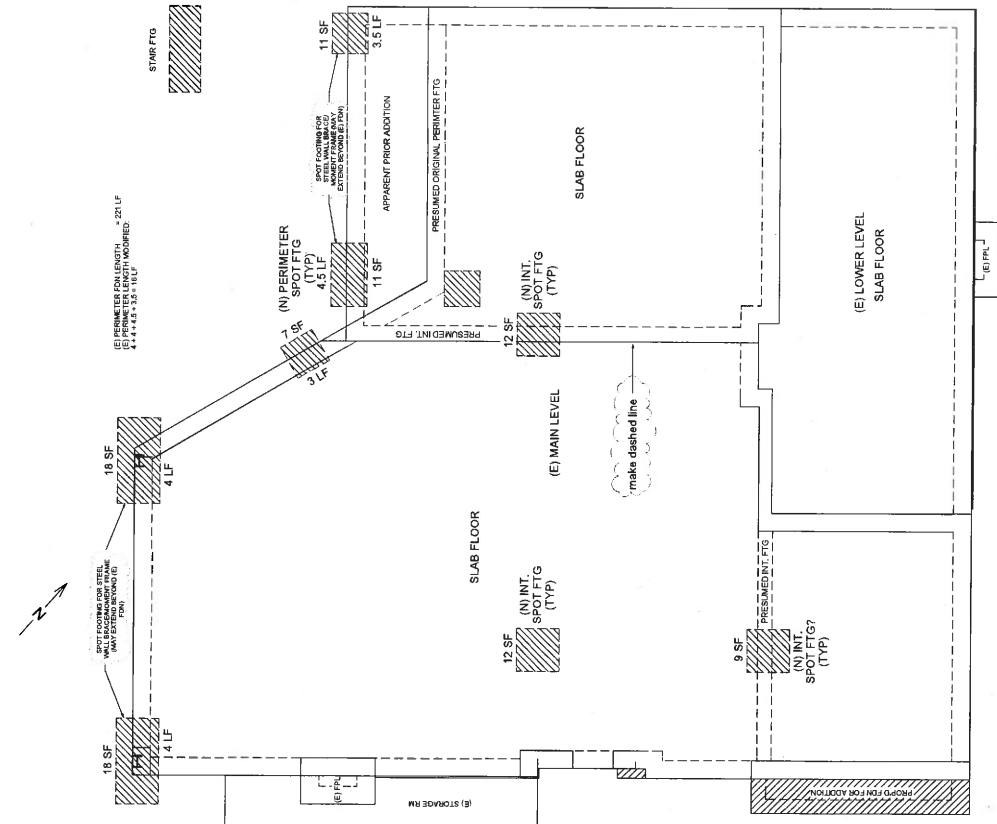 STAIR FTG
11 SF
3.5 LF
SPOT FOOTING FOR
STEEL WALL BRACE/
MOMENT FRAME (MAY
EXTEND BEYOND (E) FDN)
APPARENT PRIOR ADDITION
PRESUMED ORIGINAL PERIMTER FTG
(E) PERIMETER FDN LENGTH = 221 LF
(E) PERIMETER LENGTH MODIFIED:
4 + 4 + 4.5 + 3.5 = 16 LF
(N) PERIMETER
SPOT FTG
(TYP)
4.5 LF
11 SF
7 SF
3 LF
PRESUMED INT. FTG
SLAB FLOOR
(N) INT.
SPOT FTG
(TYP)
12 SF
(E) LOWER LEVEL
SLAB FLOOR
(E) FPL
18 SF
4 LF
(E) MAIN LEVEL
make dashed line
N
SPOT FOOTING FOR STEEL
WALL BRACE/MOMENT FRAME
(MAY EXTEND BEYOND (E)
FDN)
SLAB FLOOR
18 SF
4 LF
12 SF
(N) INT.
SPOT FTG
(TYP)
PRESUMED INT. FTG
9 SF
(N) INT.
SPOT FTG?
(TYP)
(E) FPL
(E) STORAGE RM
PROP'D FDN FOR ADDITION